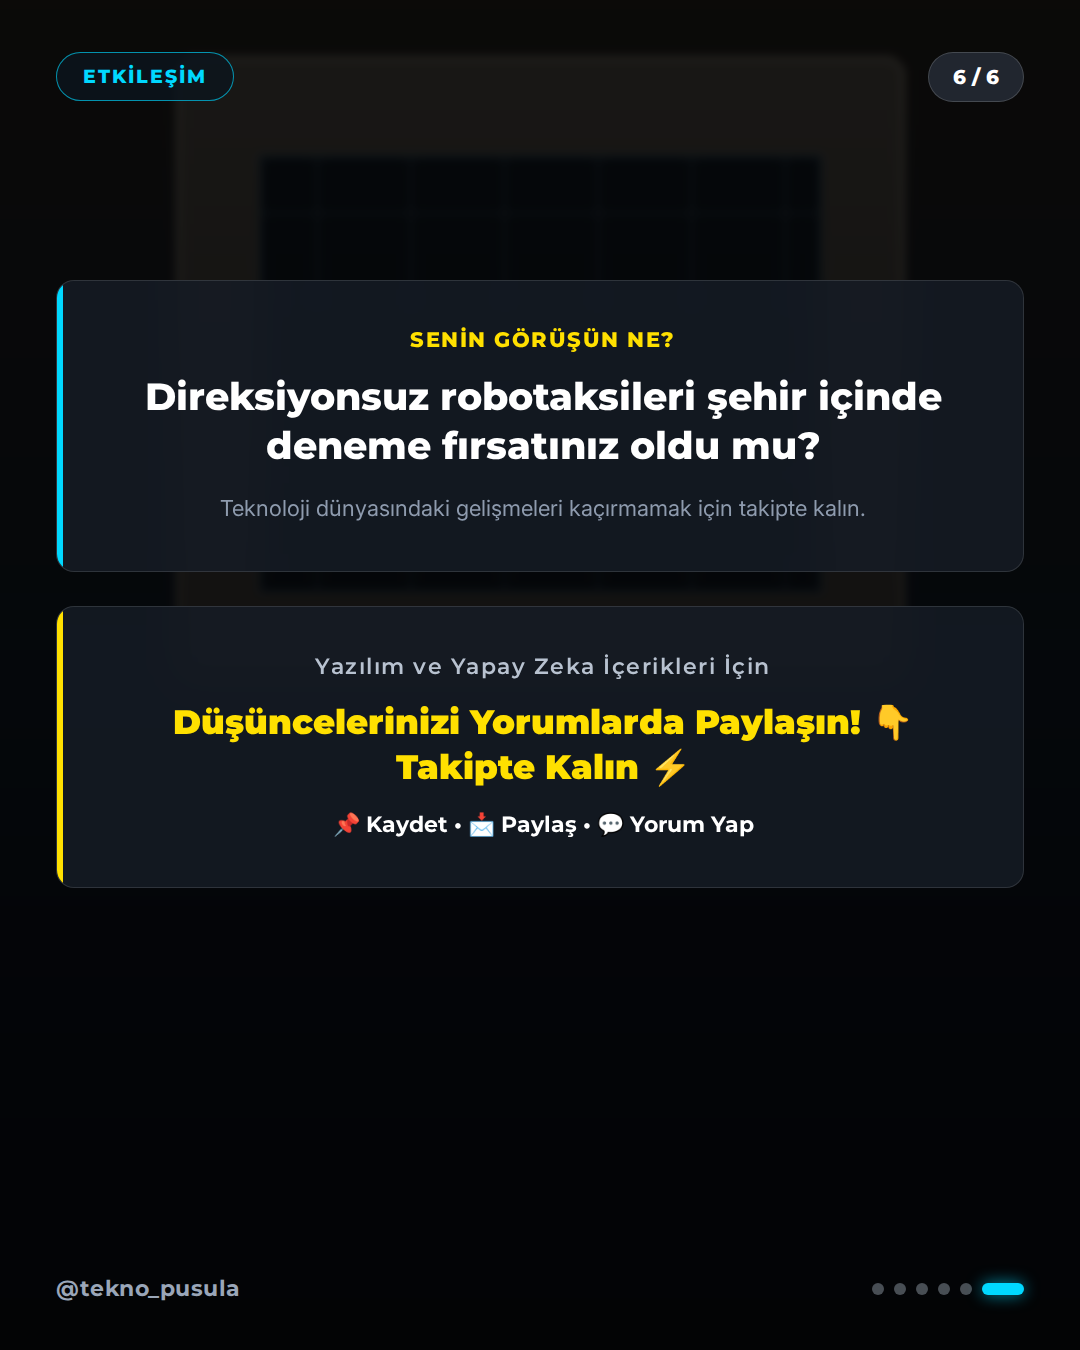 ETKİLEŞİM
6 / 6
SENİN GÖRÜŞÜN NE?
Direksiyonsuz robotaksileri şehir içinde
deneme fırsatınız oldu mu?
Teknoloji dünyasındaki gelişmeleri kaçırmamak için takipte kalın.
Yazılım ve Yapay Zeka İçerikleri İçin
Düşüncelerinizi Yorumlarda Paylaşın! 👇
Takipte Kalın ⚡
📌 Kaydet • 📩 Paylaş • 💬 Yorum Yap
@tekno_pusula